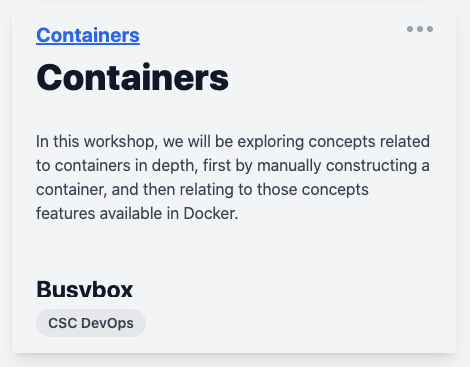 Containers
Containers
In this workshop, we will be exploring concepts related
to containers in depth, first by manually constructing a
container, and then relating to those concepts
features available in Docker.
Busybox
CSC DevOps